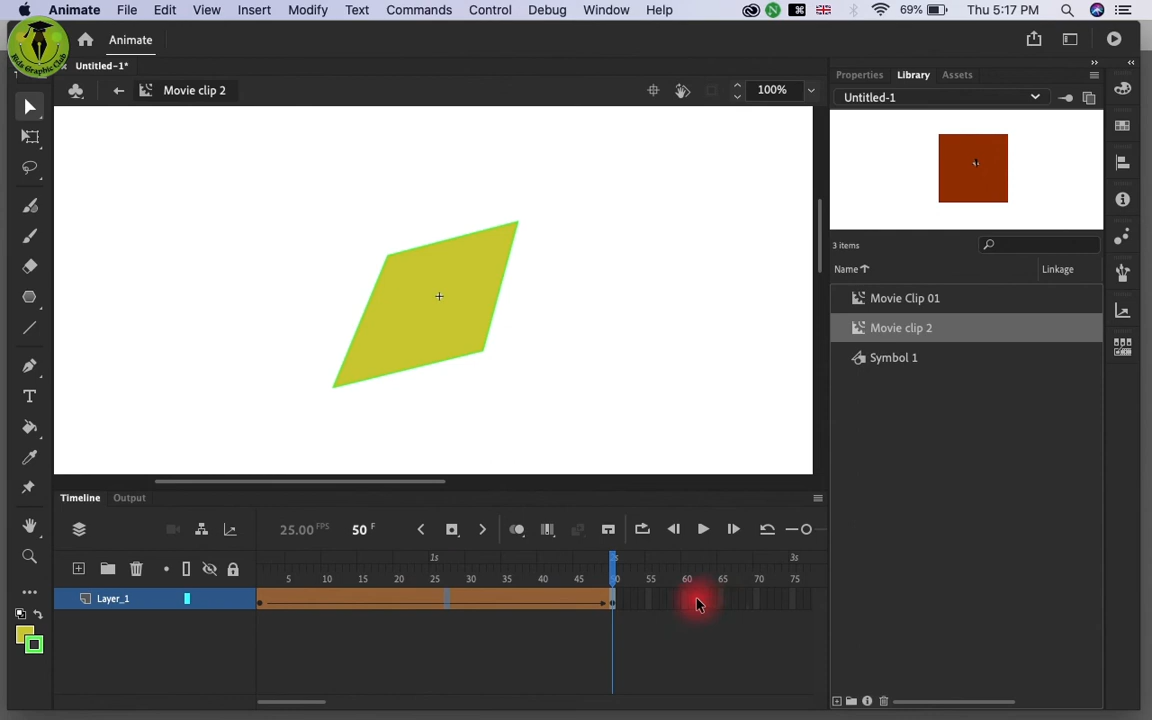 Animate File Edit View Insert Modify Text Commands Control Debug Window Help 69% Thu 5:17 PM
Kids Graphic Club
Animate
Untitled-1*
Movie clip 2 100%
Properties Library Assets
Untitled-1
3 items
Name Linkage
Movie Clip 01
Movie clip 2
Symbol 1
Timeline Output
25.00 FPS 50 F
1s 3s
5 10 15 20 25 30 35 40 45 50 55 60 65 70 75
Layer_1